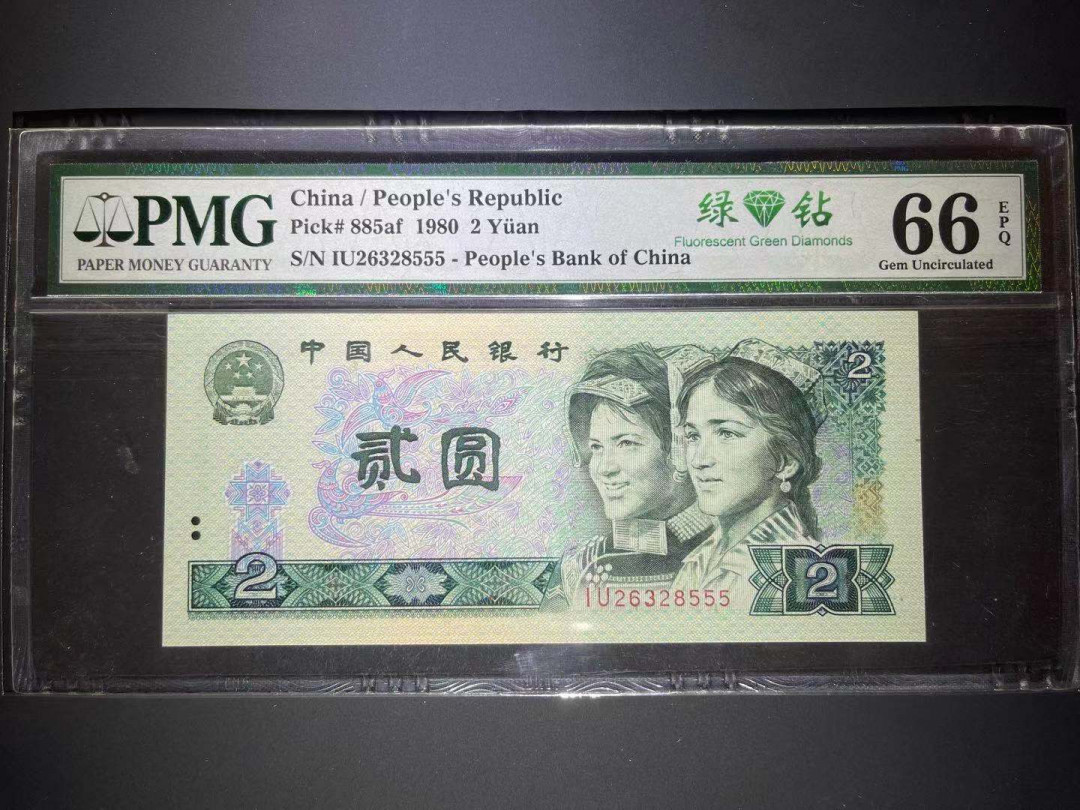 PMG
PAPER MONEY GUARANTY
China / People's Republic
Pick# 885af 1980 2 Yüan
S/N IU26328555 - People's Bank of China
绿 钻
Fluorescent Green Diamonds
66
EPQ
Gem Uncirculated
中国人民银行
2
贰圆
2
2
IU26328555